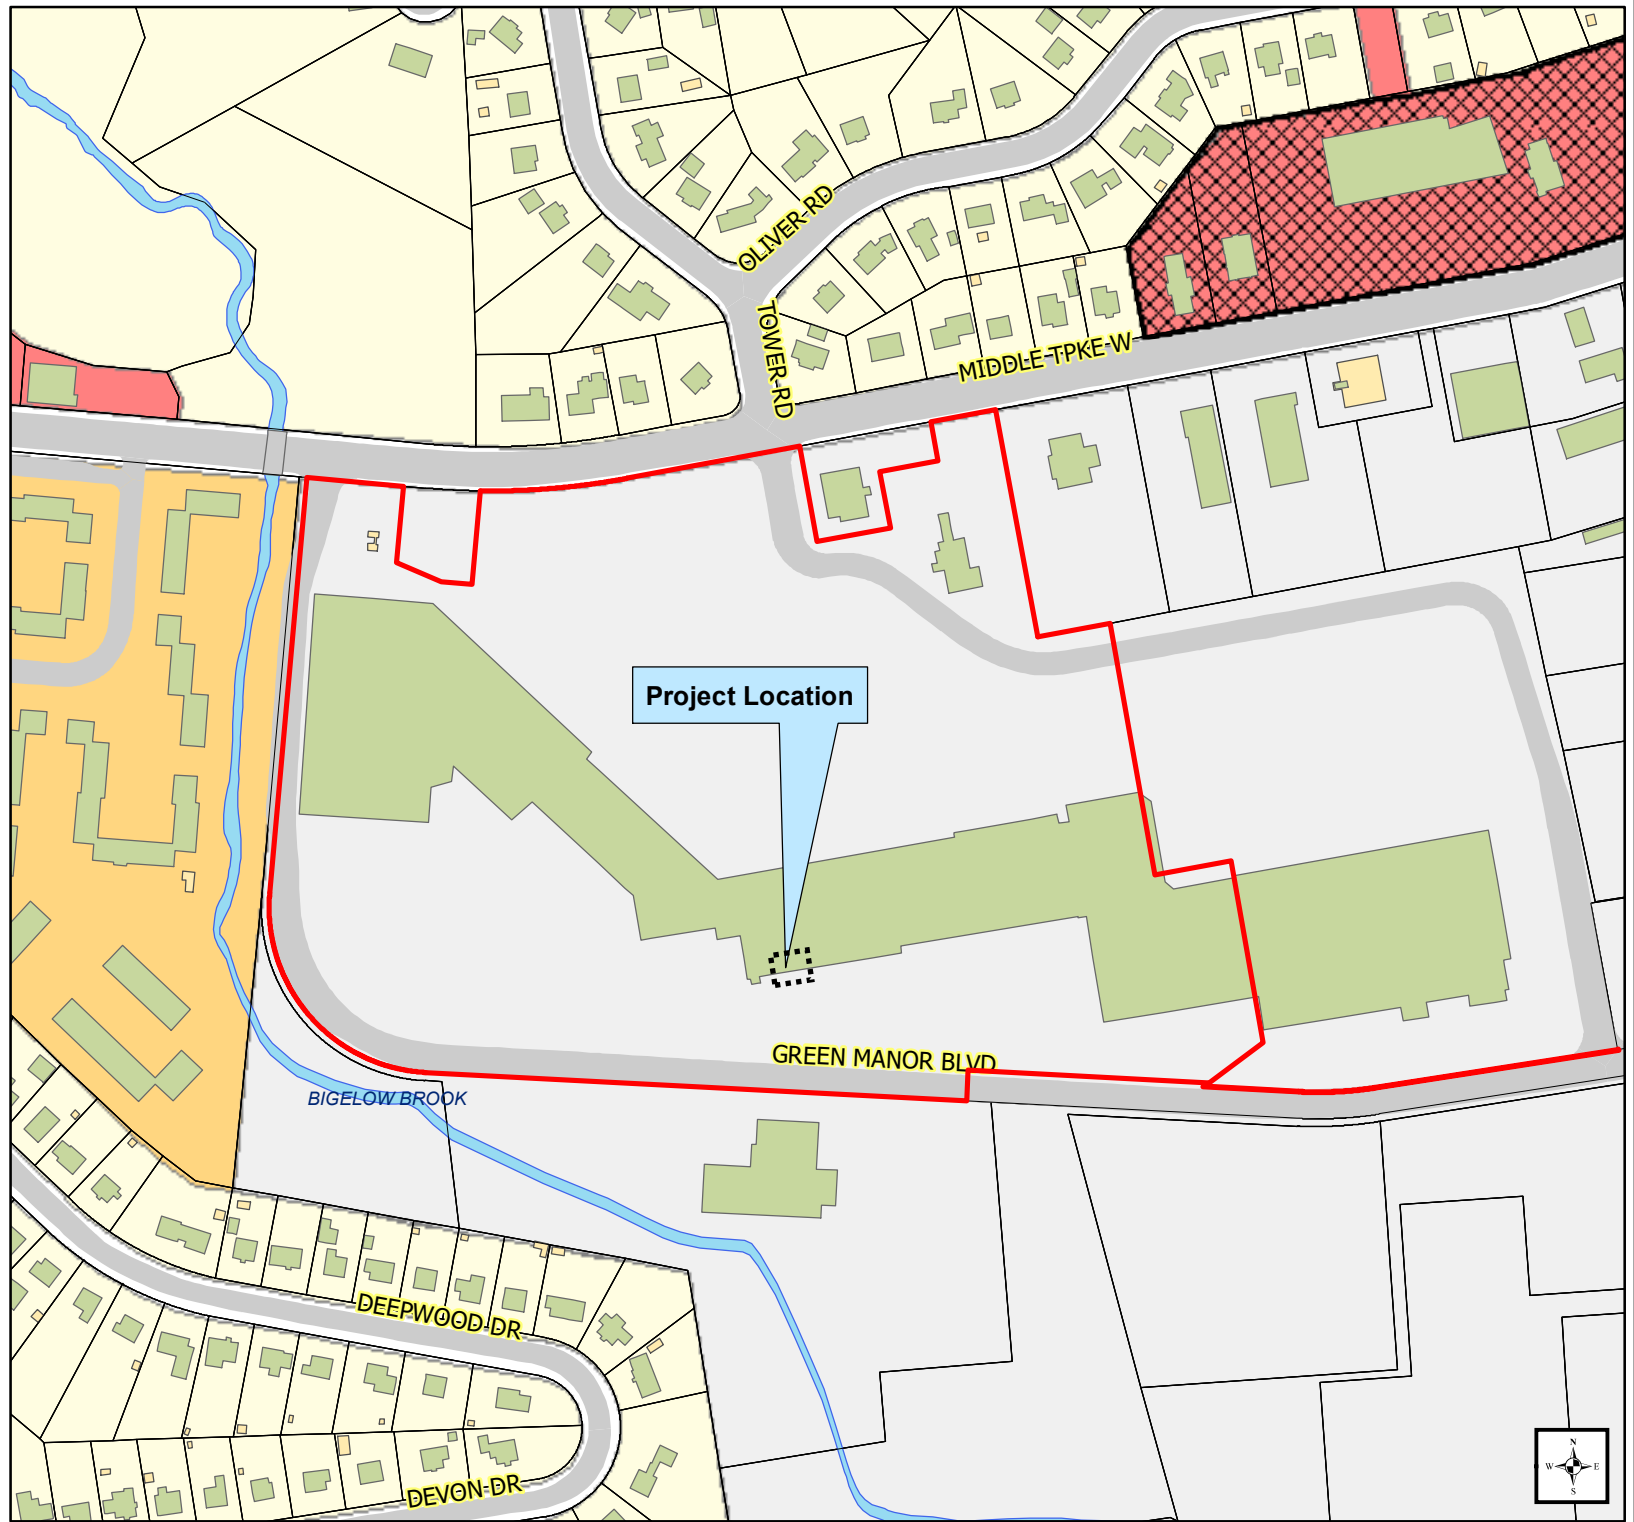 OLIVER RD
TOWER RD
MIDDLE TPKE W
Project Location
GREEN MANOR BLVD
BIGELOW BROOK
DEEPWOOD DR
DEVON DR
N
W E
S